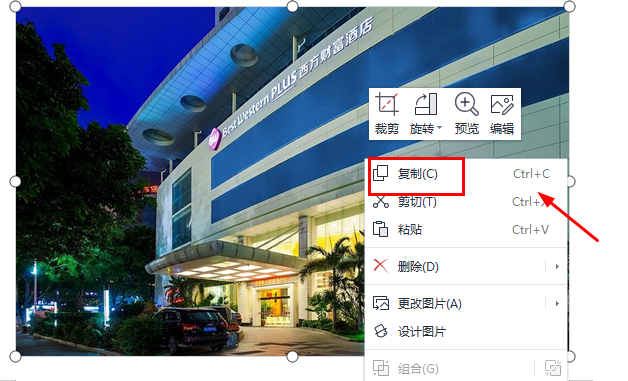 Best Western PLUS 西方财富酒店
裁剪 旋转 预览 编辑
复制(C) Ctrl+C
剪切(T) Ctrl+X
粘贴 Ctrl+V
删除(D)
更改图片(A)
设计图片
组合(G)